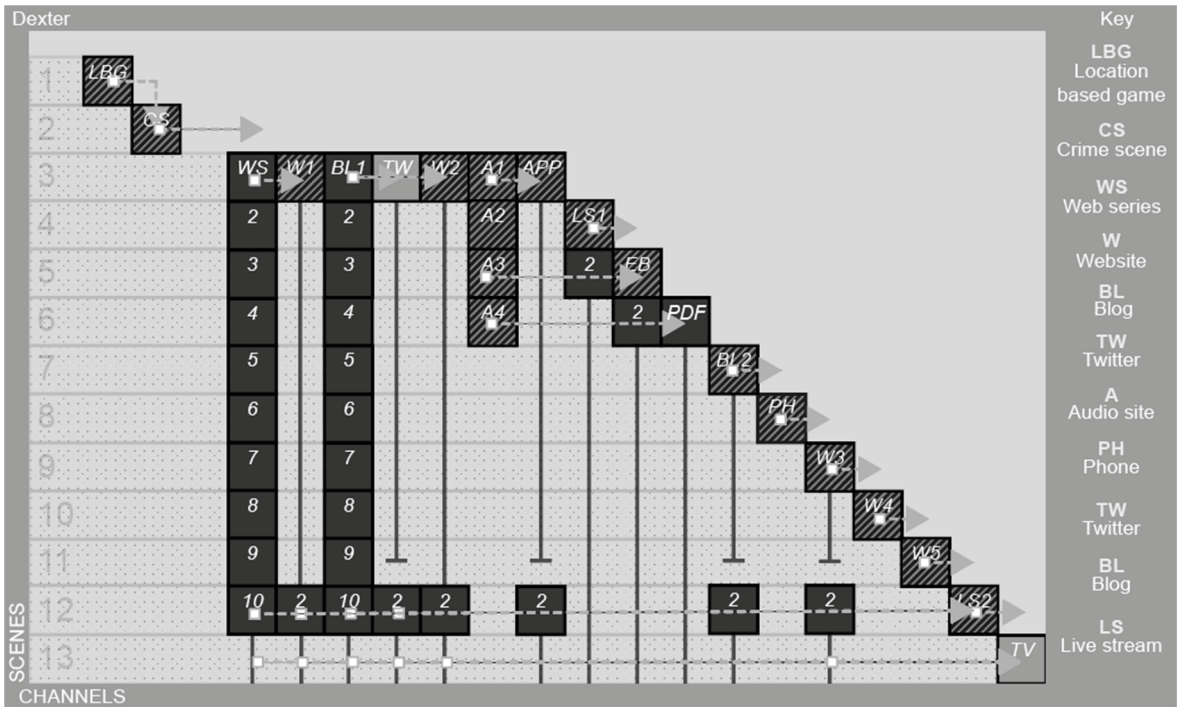 Dexter
Key
1 LBG
2 CS
3 WS W1 BL1 TW W2 A1 APP
4 2 2 A2 LS1
5 3 3 A3 2 FB
6 4 4 A4 2 PDF
7 5 5 BL2
8 6 6 PH
9 7 7 W3
10 8 8 W4
11 9 9 W5
12 10 2 10 2 2 2 2 2 LS2
13 TV
SCENES
CHANNELS
LBG
Location
based game
CS
Crime scene
WS
Web series
W
Website
BL
Blog
TW
Twitter
A
Audio site
PH
Phone
TW
Twitter
BL
Blog
LS
Live stream